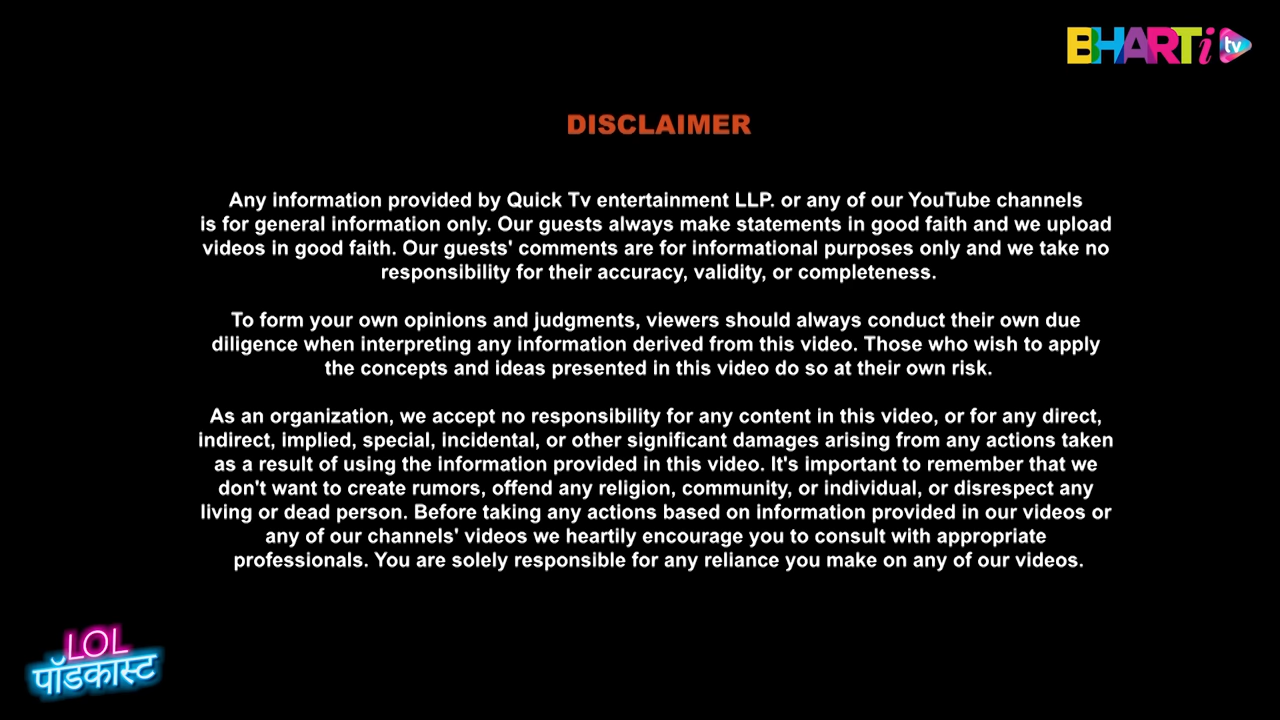 BHARTi tv
DISCLAIMER
Any information provided by Quick Tv entertainment LLP. or any of our YouTube channels
is for general information only. Our guests always make statements in good faith and we upload
videos in good faith. Our guests' comments are for informational purposes only and we take no
responsibility for their accuracy, validity, or completeness.
To form your own opinions and judgments, viewers should always conduct their own due
diligence when interpreting any information derived from this video. Those who wish to apply
the concepts and ideas presented in this video do so at their own risk.
As an organization, we accept no responsibility for any content in this video, or for any direct,
indirect, implied, special, incidental, or other significant damages arising from any actions taken
as a result of using the information provided in this video. It's important to remember that we
don't want to create rumors, offend any religion, community, or individual, or disrespect any
living or dead person. Before taking any actions based on information provided in our videos or
any of our channels' videos we heartily encourage you to consult with appropriate
professionals. You are solely responsible for any reliance you make on any of our videos.
LOL
पॉडकास्ट